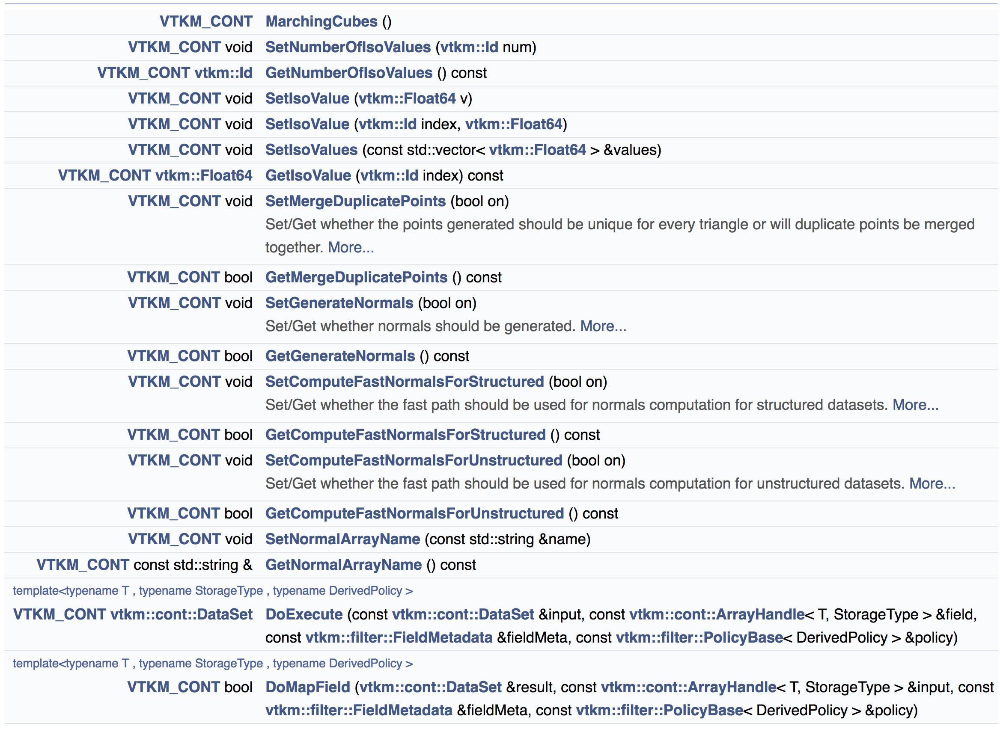 VTKM_CONT MarchingCubes ()
VTKM_CONT void SetNumberOfIsoValues (vtkm::Id num)
VTKM_CONT vtkm::Id GetNumberOfIsoValues () const
VTKM_CONT void SetIsoValue (vtkm::Float64 v)
VTKM_CONT void SetIsoValue (vtkm::Id index, vtkm::Float64)
VTKM_CONT void SetIsoValues (const std::vector< vtkm::Float64 > &values)
VTKM_CONT vtkm::Float64 GetIsoValue (vtkm::Id index) const
VTKM_CONT void SetMergeDuplicatePoints (bool on)
Set/Get whether the points generated should be unique for every triangle or will duplicate points be merged
together. More...
VTKM_CONT bool GetMergeDuplicatePoints () const
VTKM_CONT void SetGenerateNormals (bool on)
Set/Get whether normals should be generated. More...
VTKM_CONT bool GetGenerateNormals () const
VTKM_CONT void SetComputeFastNormalsForStructured (bool on)
Set/Get whether the fast path should be used for normals computation for structured datasets. More...
VTKM_CONT bool GetComputeFastNormalsForStructured () const
VTKM_CONT void SetComputeFastNormalsForUnstructured (bool on)
Set/Get whether the fast path should be used for normals computation for unstructured datasets. More...
VTKM_CONT bool GetComputeFastNormalsForUnstructured () const
VTKM_CONT void SetNormalArrayName (const std::string &name)
VTKM_CONT const std::string & GetNormalArrayName () const
template<typename T , typename StorageType , typename DerivedPolicy >
VTKM_CONT vtkm::cont::DataSet DoExecute (const vtkm::cont::DataSet &input, const vtkm::cont::ArrayHandle< T, StorageType > &field,
const vtkm::filter::FieldMetadata &fieldMeta, const vtkm::filter::PolicyBase< DerivedPolicy > &policy)
template<typename T , typename StorageType , typename DerivedPolicy >
VTKM_CONT bool DoMapField (vtkm::cont::DataSet &result, const vtkm::cont::ArrayHandle< T, StorageType > &input, const
vtkm::filter::FieldMetadata &fieldMeta, const vtkm::filter::PolicyBase< DerivedPolicy > &policy)